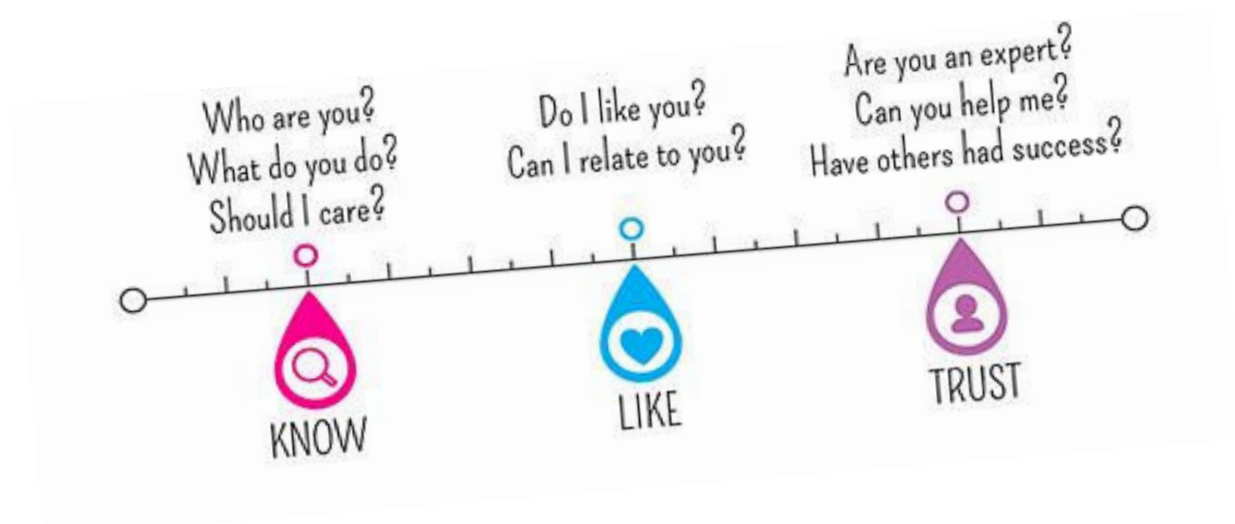 Who are you?
What do you do?
Should I care?
Do I like you?
Can I relate to you?
Are you an expert?
Can you help me?
Have others had success?
KNOW
LIKE
TRUST